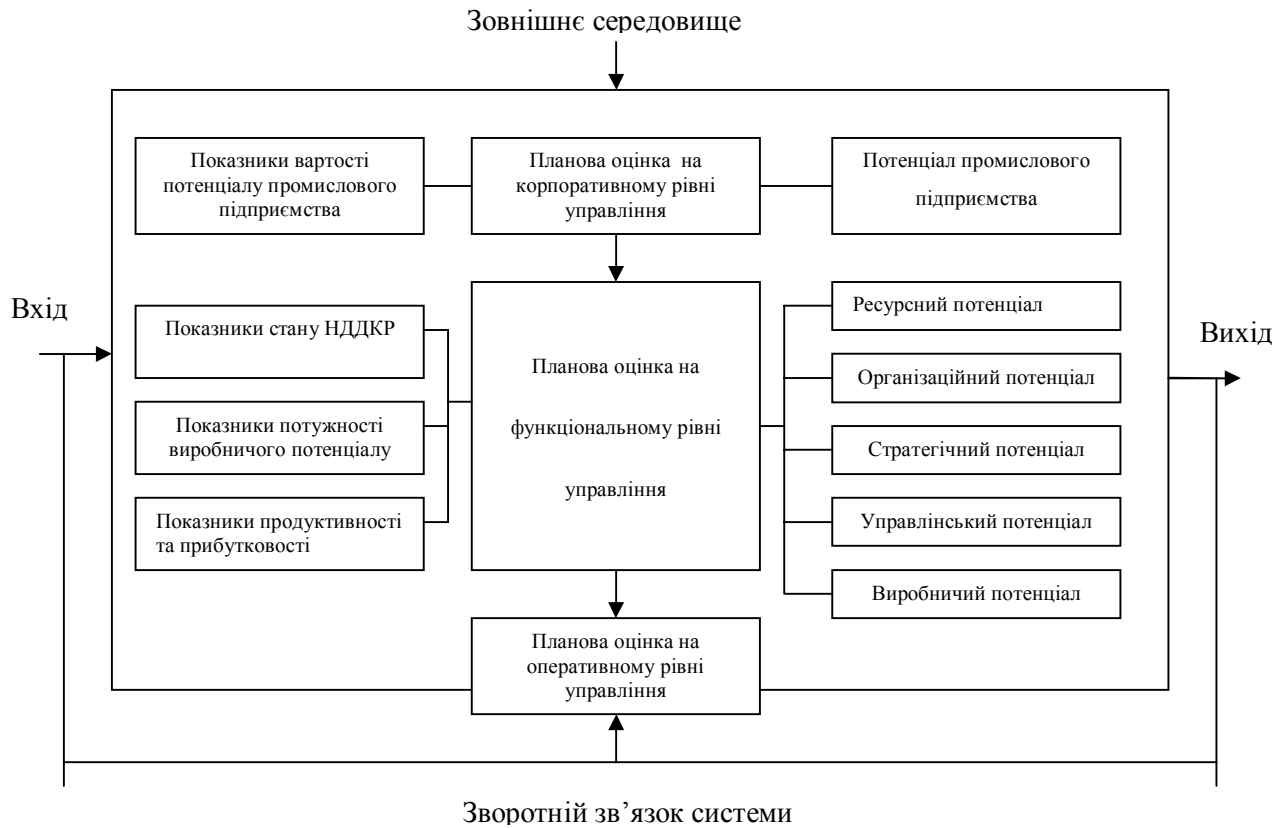 Зовнішнє середовище
Показники вартості
потенціалу промислового
підприємства
Планова оцінка на
корпоративному рівні
управління
Потенціал промислового
підприємства
Вхід
Показники стану НДДКР
Показники потужності
виробничого потенціалу
Показники продуктивності
та прибутковості
Планова оцінка на
функціональному рівні
управління
Ресурсний потенціал
Організаційний потенціал
Стратегічний потенціал
Управлінський потенціал
Виробничий потенціал
Вихід
Планова оцінка на
оперативному рівні
управління
Зворотній зв’язок системи